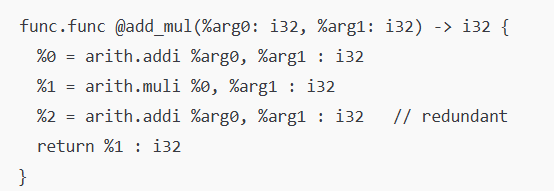 func.func @add_mul(%arg0: i32, %arg1: i32) -> i32 {
  %0 = arith.addi %arg0, %arg1 : i32
  %1 = arith.muli %0, %arg1 : i32
  %2 = arith.addi %arg0, %arg1 : i32   // redundant
  return %1 : i32
}